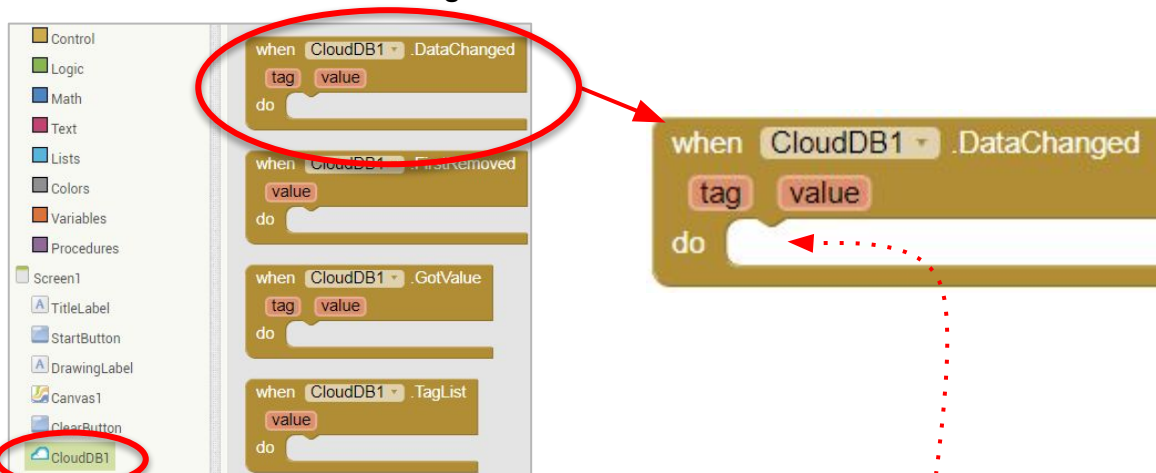 Control
Logic
Math
Text
Lists
Colors
Variables
Procedures
Screen1
TitleLabel
StartButton
DrawingLabel
Canvas1
ClearButton
CloudDB1
when CloudDB1 .DataChanged
tag value
do
when CloudDB1 .FirstRemoved
value
do
when CloudDB1 .GotValue
tag value
do
when CloudDB1 .TagList
value
do
when CloudDB1 .DataChanged
tag value
do